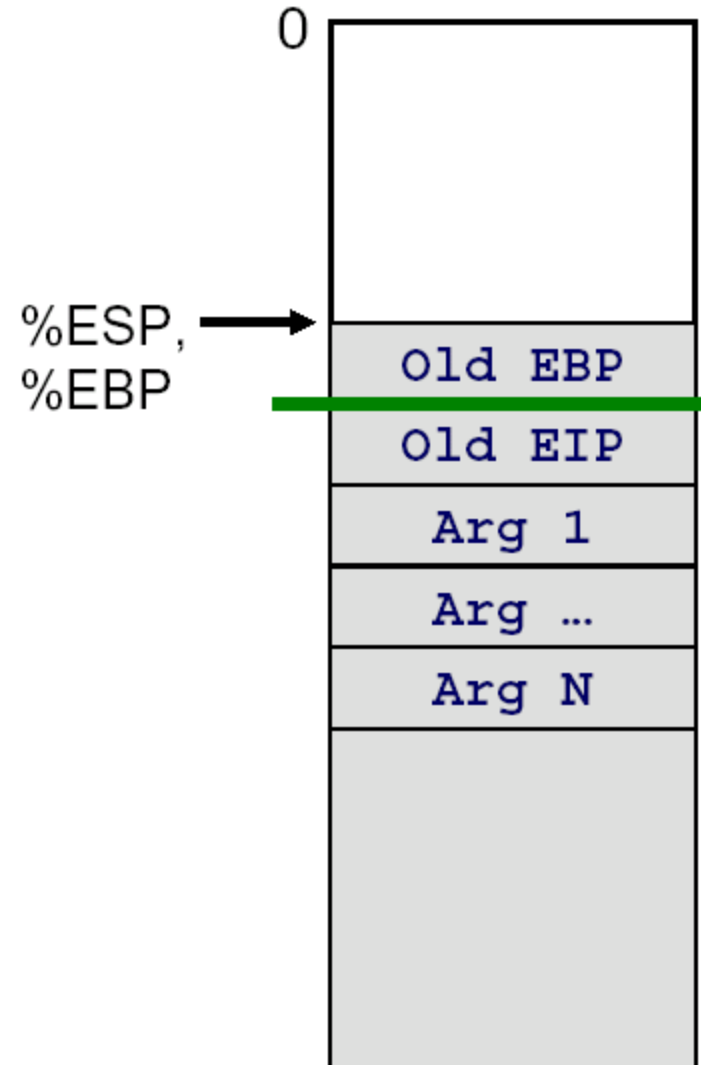 0
%ESP,
%EBP
Old EBP
Old EIP
Arg 1
Arg …
Arg N